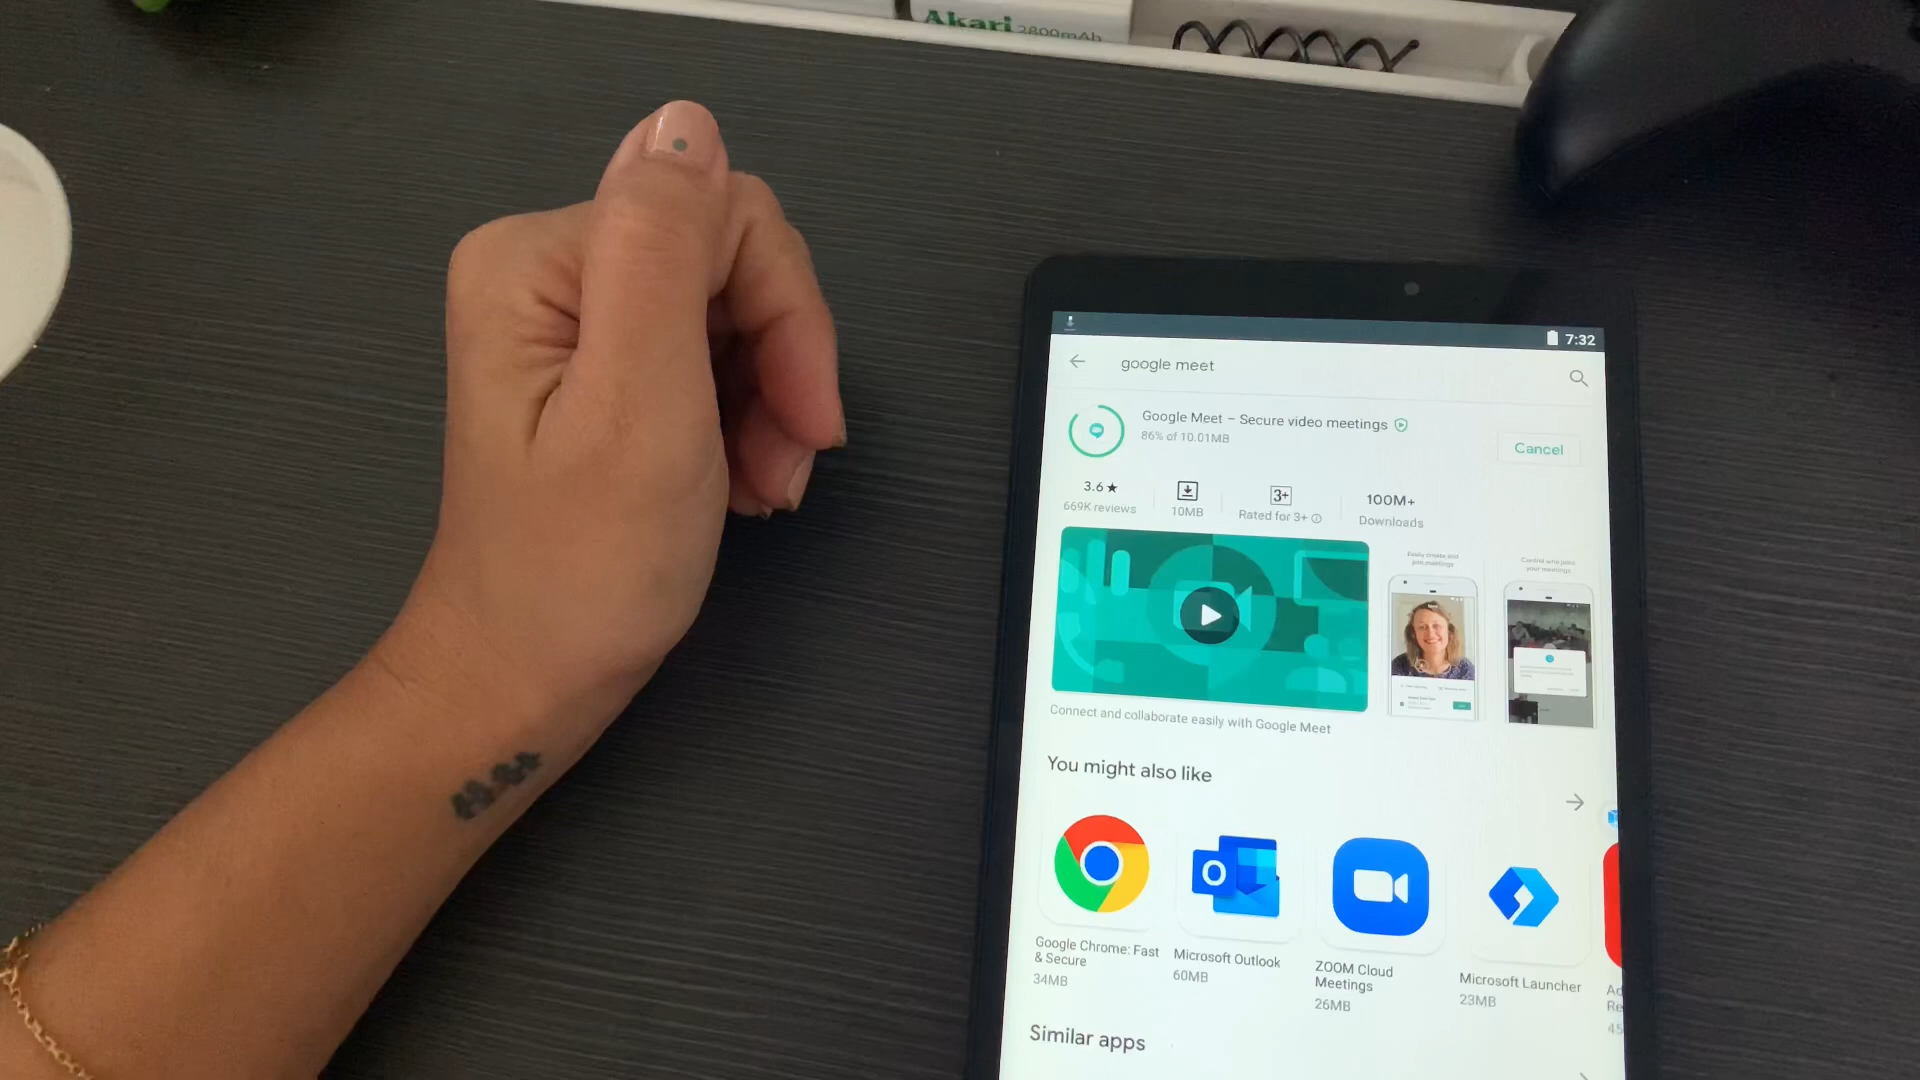 Akari 2800mAh
7:32
google meet
Google Meet – Secure video meetings
86% of 10.01MB
Cancel
3.6★
669K reviews
10MB
3+
Rated for 3+
100M+
Downloads
Easily create and
join meetings
Control who joins
your meetings
Connect and collaborate easily with Google Meet
You might also like
Google Chrome: Fast
& Secure
34MB
Microsoft Outlook
60MB
ZOOM Cloud
Meetings
26MB
Microsoft Launcher
23MB
Ad
Re
45
Similar apps